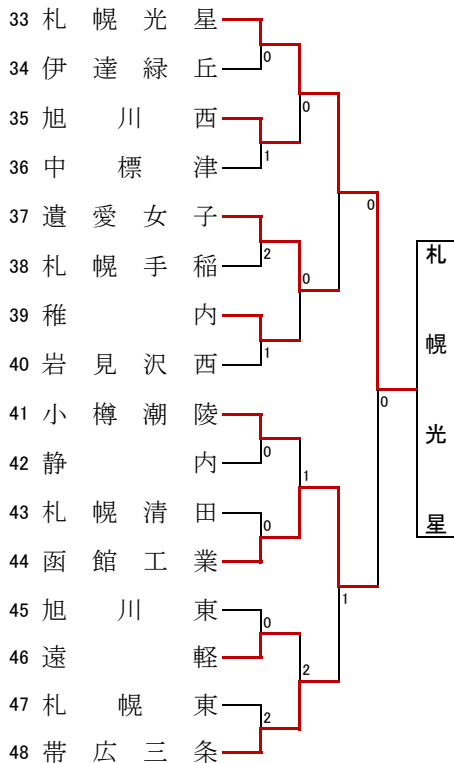 33 札幌光星
34 伊達緑丘
0
0
35 旭川西
36 中標津
1
0
37 遺愛女子
38 札幌手稲
2
0
39 稚内
40 岩見沢西
1
0
41 小樽潮陵
42 静内
0
1
43 札幌清田
44 函館工業
0
1
45 旭川東
46 遠軽
0
2
47 札幌東
48 帯広三条
2
札幌光星